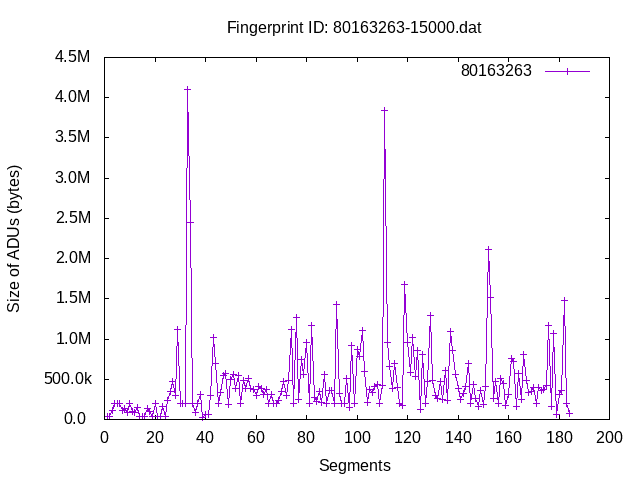 Fingerprint ID: 80163263-15000.dat
80163263
4.5M
4.0M
3.5M
3.0M
2.5M
2.0M
1.5M
1.0M
500.0k
0.0
Size of ADUs (bytes)
0 20 40 60 80 100 120 140 160 180 200
Segments